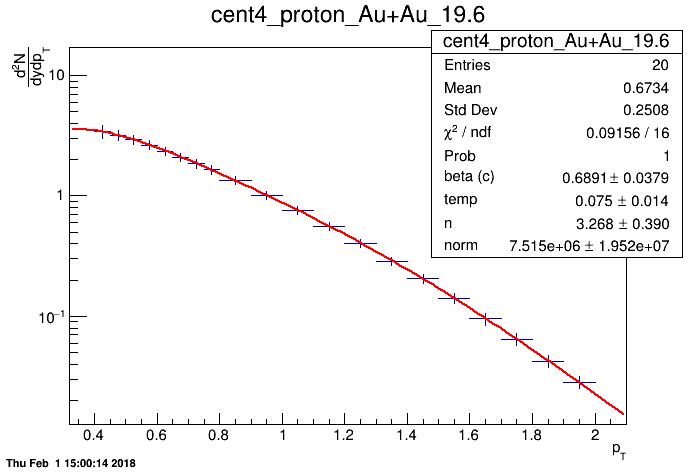 cent4_proton_Au+Au_19.6
d²N
dydp_T
cent4_proton_Au+Au_19.6
Entries 20
Mean 0.6734
Std Dev 0.2508
χ² / ndf 0.09156 / 16
Prob 1
beta (c) 0.6891 ± 0.0379
temp 0.075 ± 0.014
n 3.268 ± 0.390
norm 7.515e+06 ± 1.952e+07
10
1
10⁻¹
0.4 0.6 0.8 1 1.2 1.4 1.6 1.8 2
p_T
Thu Feb 1 15:00:14 2018